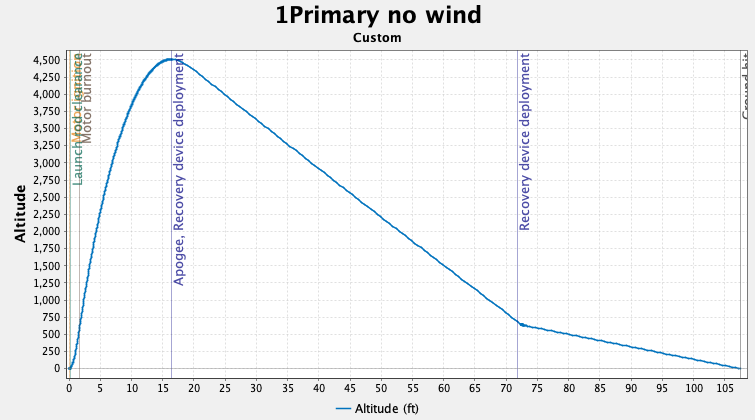 1Primary no wind
Custom
Altitude
4,500
4,250
4,000
3,750
3,500
3,250
3,000
2,750
2,500
2,250
2,000
1,750
1,500
1,250
1,000
750
500
250
0
Launch rod clearance
Motor burnout
Apogee, Recovery device deployment
Recovery device deployment
0 5 10 15 20 25 30 35 40 45 50 55 60 65 70 75 80 85 90 95 100 105
Altitude (ft)